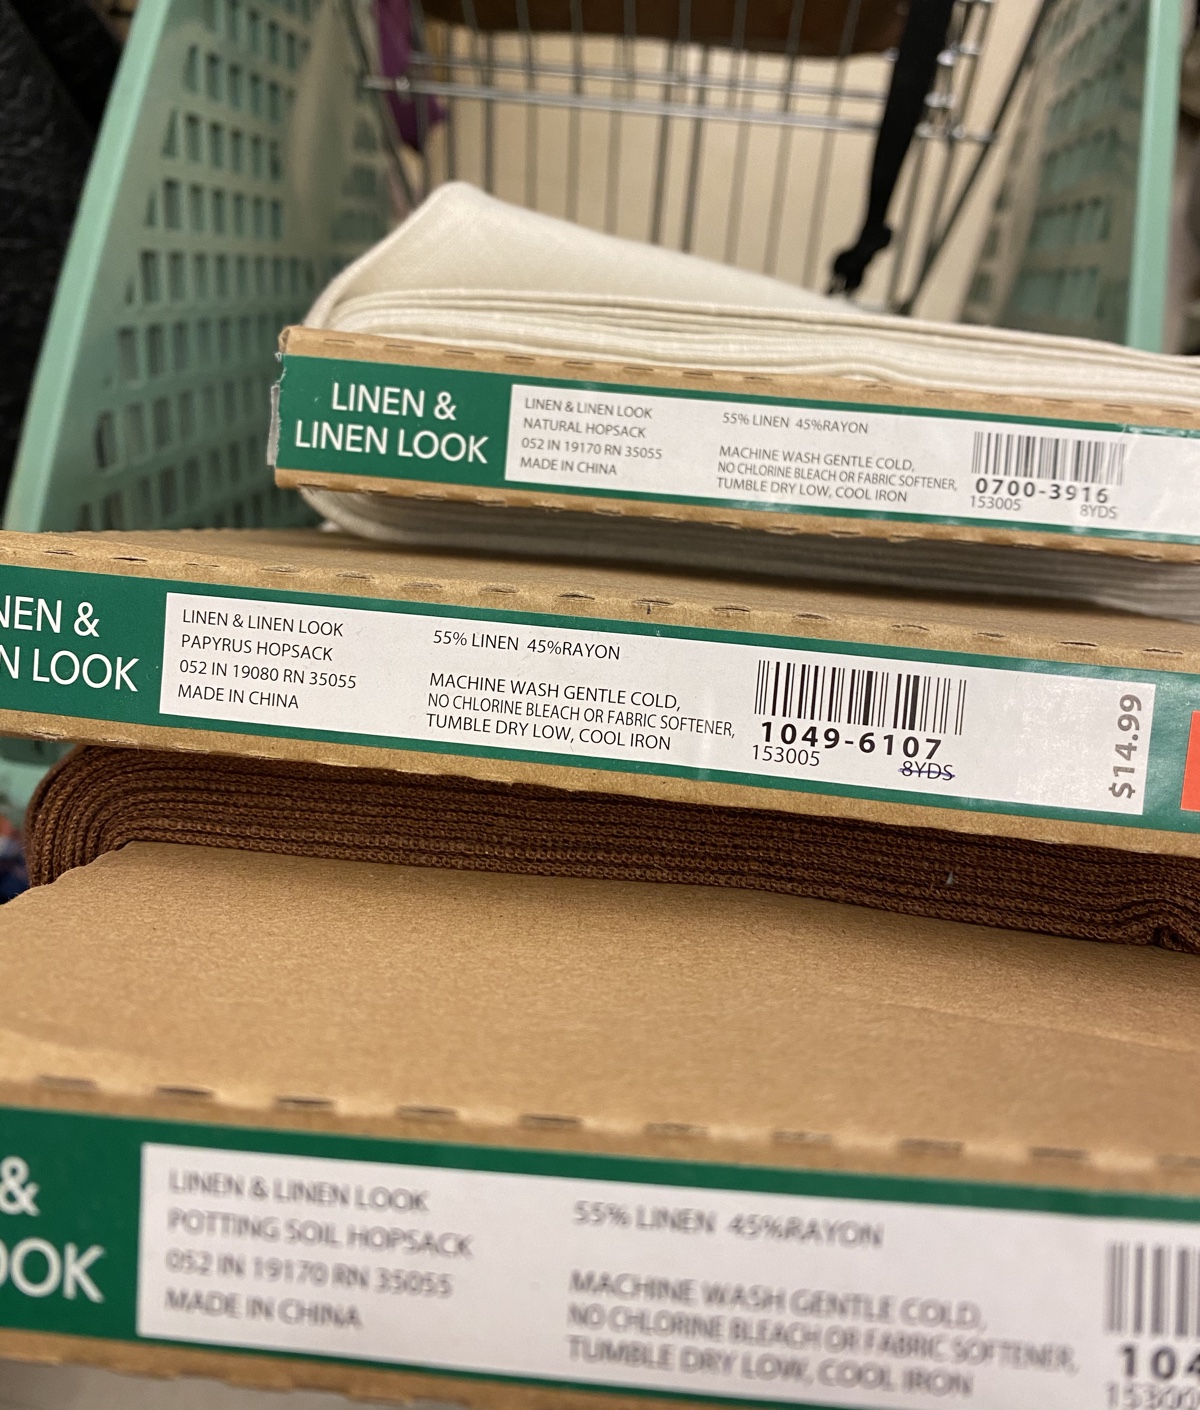 LINEN &
LINEN LOOK
LINEN & LINEN LOOK
NATURAL HOPSACK
052 IN 19170 RN 35055
MADE IN CHINA
55% LINEN 45%RAYON
MACHINE WASH GENTLE COLD,
NO CHLORINE BLEACH OR FABRIC SOFTENER,
TUMBLE DRY LOW, COOL IRON
0700-3916
153005 8YDS
NEN &
N LOOK
LINEN & LINEN LOOK
PAPYRUS HOPSACK
052 IN 19080 RN 35055
MADE IN CHINA
55% LINEN 45%RAYON
MACHINE WASH GENTLE COLD,
NO CHLORINE BLEACH OR FABRIC SOFTENER,
TUMBLE DRY LOW, COOL IRON
1049-6107
153005 8YDS
$14.99
&
OOK
LINEN & LINEN LOOK
POTTING SOIL HOPSACK
052 IN 19170 RN 35055
MADE IN CHINA
55% LINEN 45%RAYON
MACHINE WASH GENTLE COLD,
NO CHLORINE BLEACH OR FABRIC SOFTENER,
TUMBLE DRY LOW, COOL IRON
104
15300